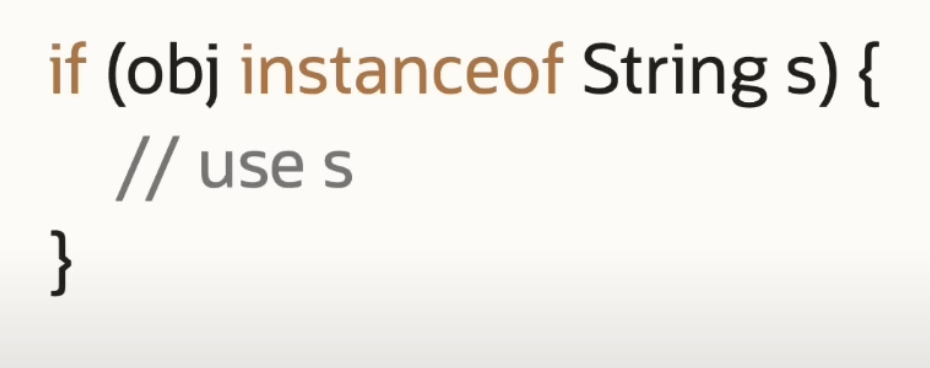 if (obj instanceof String s) {
// use s
}